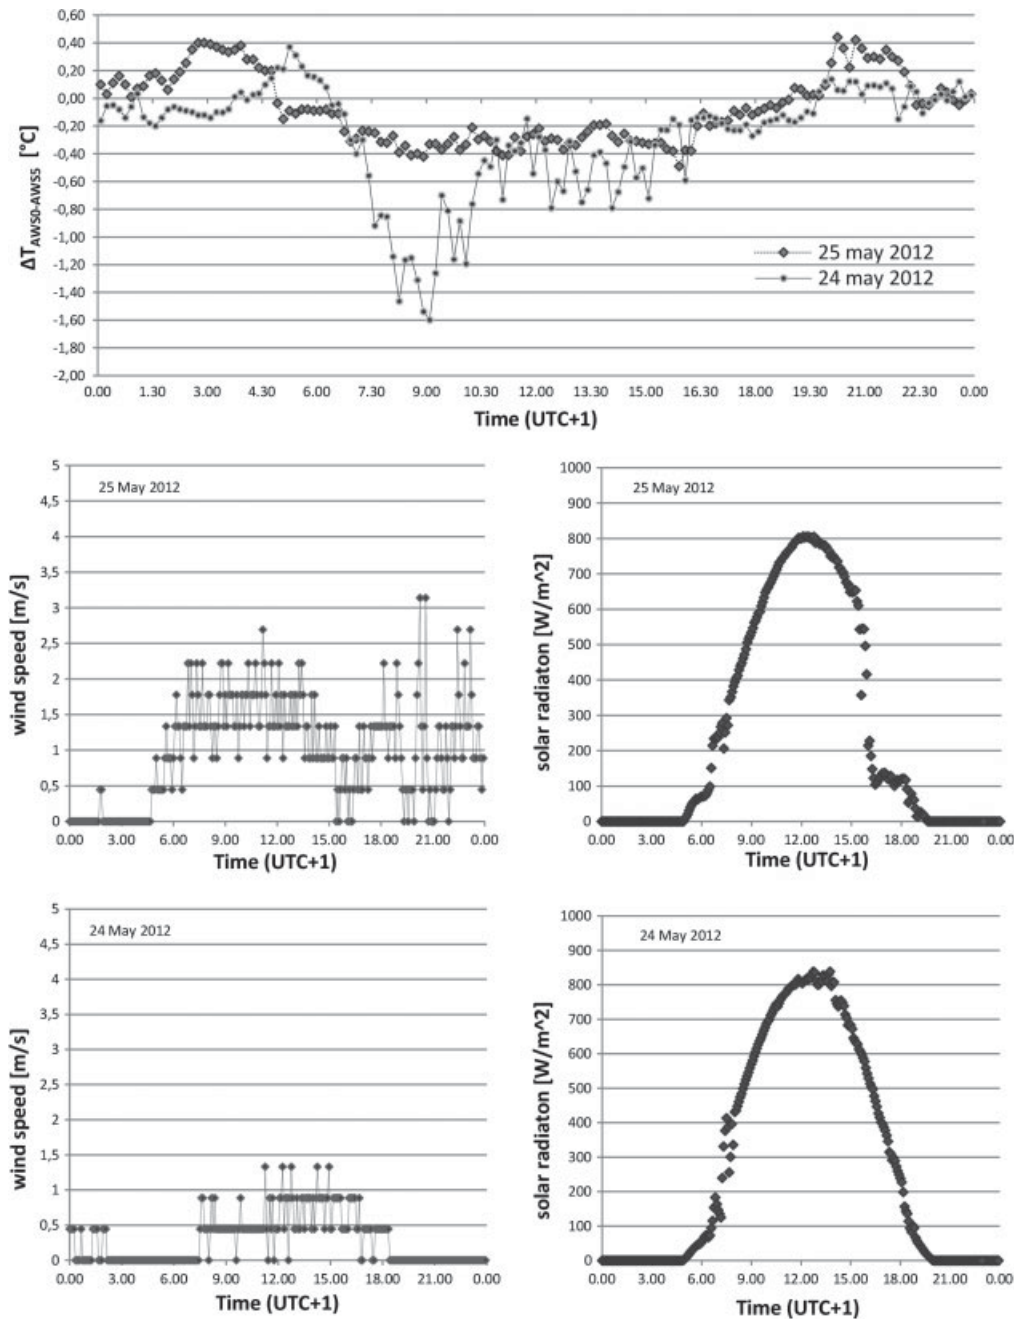 0,60
0,40
0,20
0,00
-0,20
-0,40
-0,60
-0,80
-1,00
-1,20
-1,40
-1,60
-1,80
-2,00
ΔT AWS0-AWS5 [°C]
25 may 2012
24 may 2012
0.00 1.30 3.00 4.30 6.00 7.30 9.00 10.30 12.00 13.30 15.00 16.30 18.00 19.30 21.00 22.30 0.00
Time (UTC+1)
5
4,5
4
3,5
3
2,5
2
1,5
1
0,5
0
wind speed [m/s]
25 May 2012
0.00 3.00 6.00 9.00 12.00 15.00 18.00 21.00 0.00
Time (UTC+1)
1000
900
800
700
600
500
400
300
200
100
0
solar radiaton [W/m^2]
25 May 2012
0.00 3.00 6.00 9.00 12.00 15.00 18.00 21.00 0.00
Time (UTC+1)
5
4,5
4
3,5
3
2,5
2
1,5
1
0,5
0
wind speed [m/s]
24 May 2012
0.00 3.00 6.00 9.00 12.00 15.00 18.00 21.00 0.00
Time (UTC+1)
1000
900
800
700
600
500
400
300
200
100
0
solar radiaton [W/m^2]
24 May 2012
0.00 3.00 6.00 9.00 12.00 15.00 18.00 21.00 0.00
Time (UTC+1)